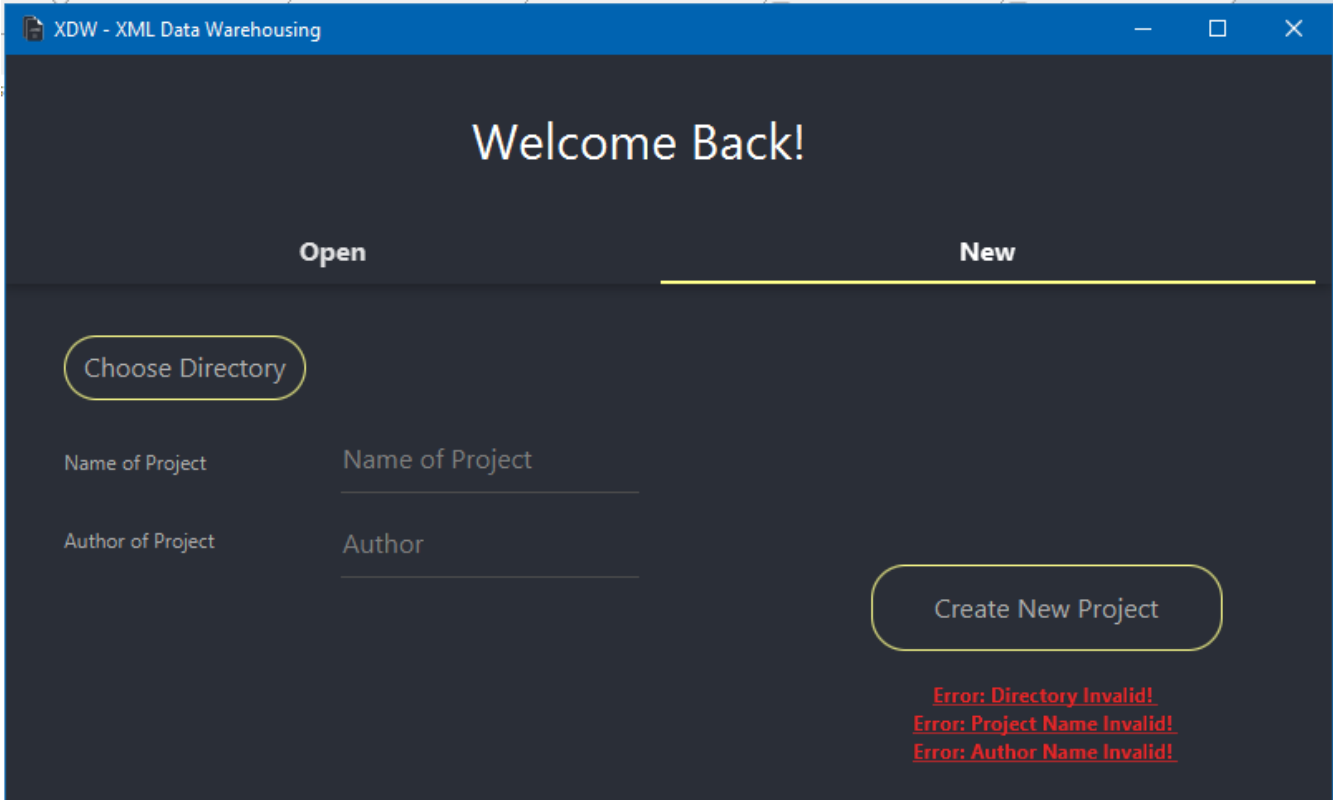 XDW - XML Data Warehousing
Welcome Back!
Open
New
Choose Directory
Name of Project
Name of Project
Author of Project
Author
Create New Project
Error: Directory Invalid!
Error: Project Name Invalid!
Error: Author Name Invalid!